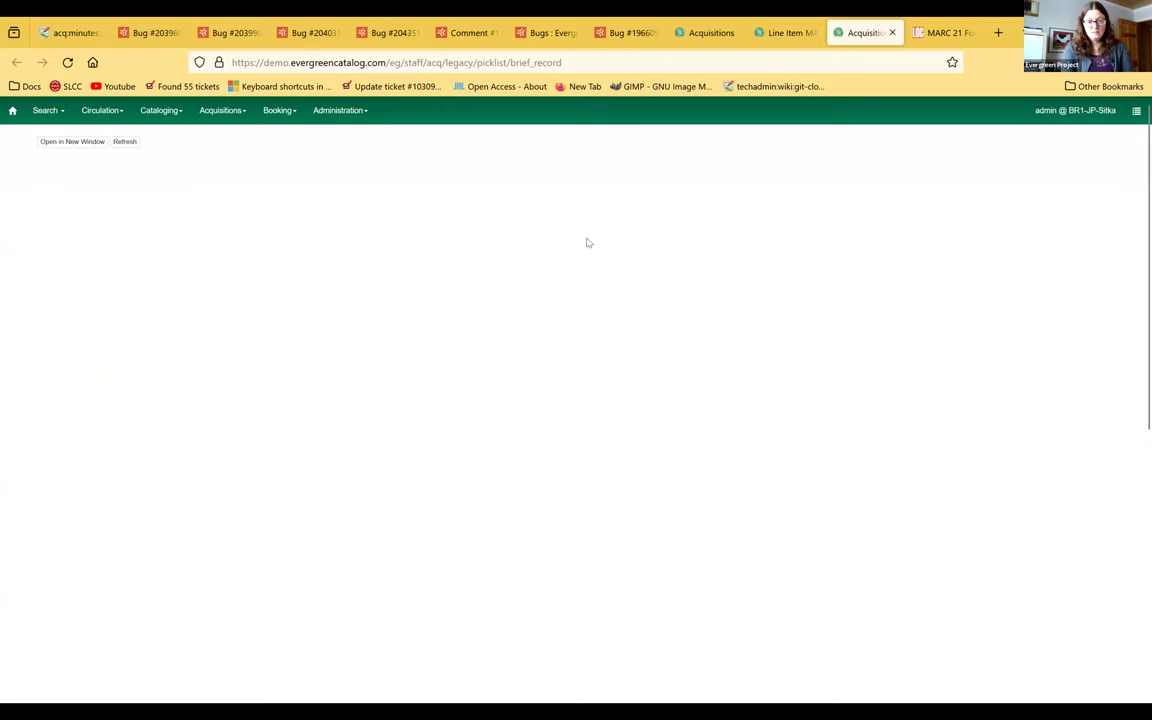 acq:minutes
Bug #20396
Bug #20399
Bug #20403
Bug #20435
Comment #1
Bugs : Everg
Bug #19660
Acquisitions
Line Item M
Acquisitio
MARC 21 Fo
https://demo.evergreencatalog.com/eg/staff/acq/legacy/picklist/brief_record
Evergreen Project
Docs
SLCC
Youtube
Found 55 tickets
Keyboard shortcuts in ...
Update ticket #10309...
Open Access - About
New Tab
GIMP - GNU Image M...
techadmin:wiki:git-clo...
Other Bookmarks
Search
Circulation
Cataloging
Acquisitions
Booking
Administration
admin @ BR1-JP-Sitka
Open in New Window
Refresh